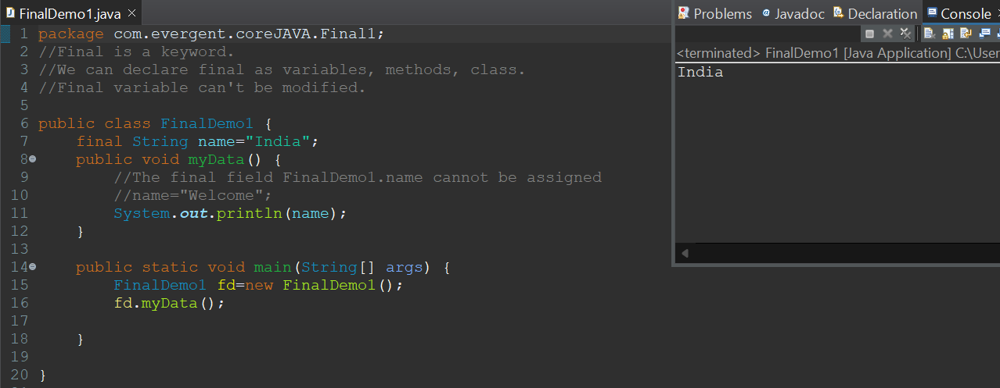 FinalDemo1.java
1 package com.evergent.coreJAVA.Final1;
2 //Final is a keyword.
3 //We can declare final as variables, methods, class.
4 //Final variable can't be modified.
5
6 public class FinalDemo1 {
7     final String name="India";
8     public void myData() {
9         //The final field FinalDemo1.name cannot be assigned
10         //name="Welcome";
11         System.out.println(name);
12     }
13
14     public static void main(String[] args) {
15         FinalDemo1 fd=new FinalDemo1();
16         fd.myData();
17
18     }
19
20 }
Problems Javadoc Declaration Console
<terminated> FinalDemo1 [Java Application] C:\User
India